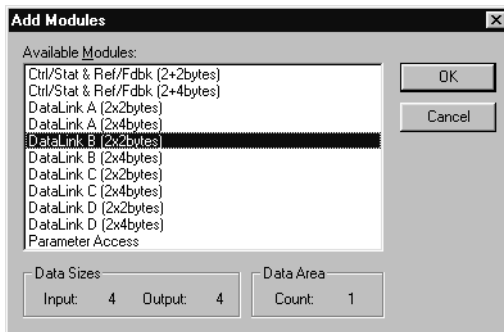 Add Modules
Available Modules:
Ctrl/Stat & Ref/Fdbk (2+2bytes)
Ctrl/Stat & Ref/Fdbk (2+4bytes)
DataLink A (2x2bytes)
DataLink A (2x4bytes)
DataLink B (2x2bytes)
DataLink B (2x4bytes)
DataLink C (2x2bytes)
DataLink C (2x4bytes)
DataLink D (2x2bytes)
DataLink D (2x4bytes)
Parameter Access
OK
Cancel
Data Sizes
Input: 4 Output: 4
Data Area
Count: 1